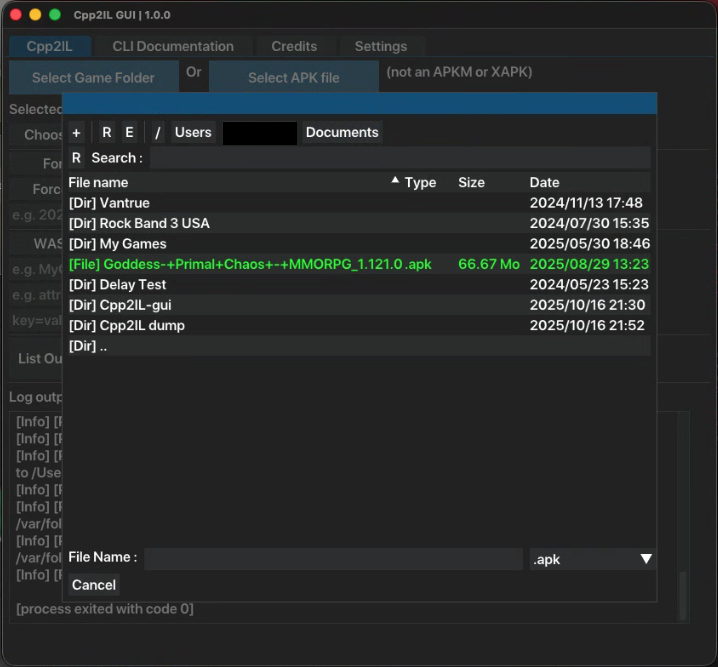 Cpp2IL GUI | 1.0.0
Cpp2IL CLI Documentation Credits Settings
Select Game Folder Or Select APK file (not an APKM or XAPK)
Selected
+ R E / Users Documents
Choos
R Search :
For
File name Type Size Date
Forc
[Dir] Vantrue 2024/11/13 17:48
e.g. 202
[Dir] Rock Band 3 USA 2024/07/30 15:35
WAS
[Dir] My Games 2025/05/30 18:46
e.g. MyG
[File] Goddess-+Primal+Chaos+-+MMORPG_1.121.0 .apk 66.67 Mo 2025/08/29 13:23
e.g. attr
[Dir] Delay Test 2024/05/23 15:23
[Dir] Cpp2IL-gui 2025/10/16 21:30
key=val
[Dir] Cpp2IL dump 2025/10/16 21:52
[Dir] ..
List Ou
Log outp
[Info] [
[Info] [
[Info] [
to /Use
[Info] [
[Info] [
/var/fol
[Info] [
/var/fol
[Info] [
File Name : .apk
Cancel
[process exited with code 0]